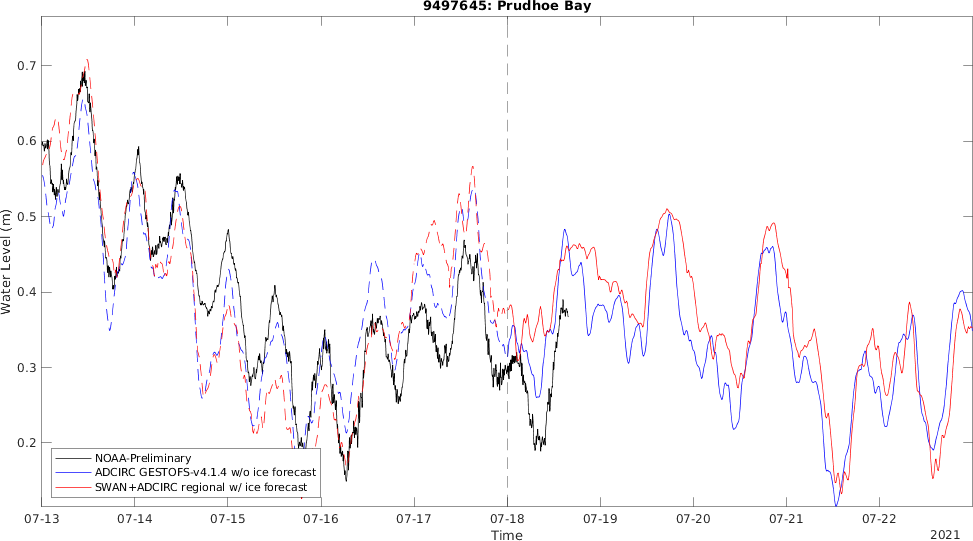 9497645: Prudhoe Bay
0.7
0.6
0.5
0.4
0.3
0.2
Water Level (m)
NOAA-Preliminary
ADCIRC GESTOFS-v4.1.4 w/o ice forecast
SWAN+ADCIRC regional w/ ice forecast
07-13 07-14 07-15 07-16 07-17 07-18 07-19 07-20 07-21 07-22
Time
2021